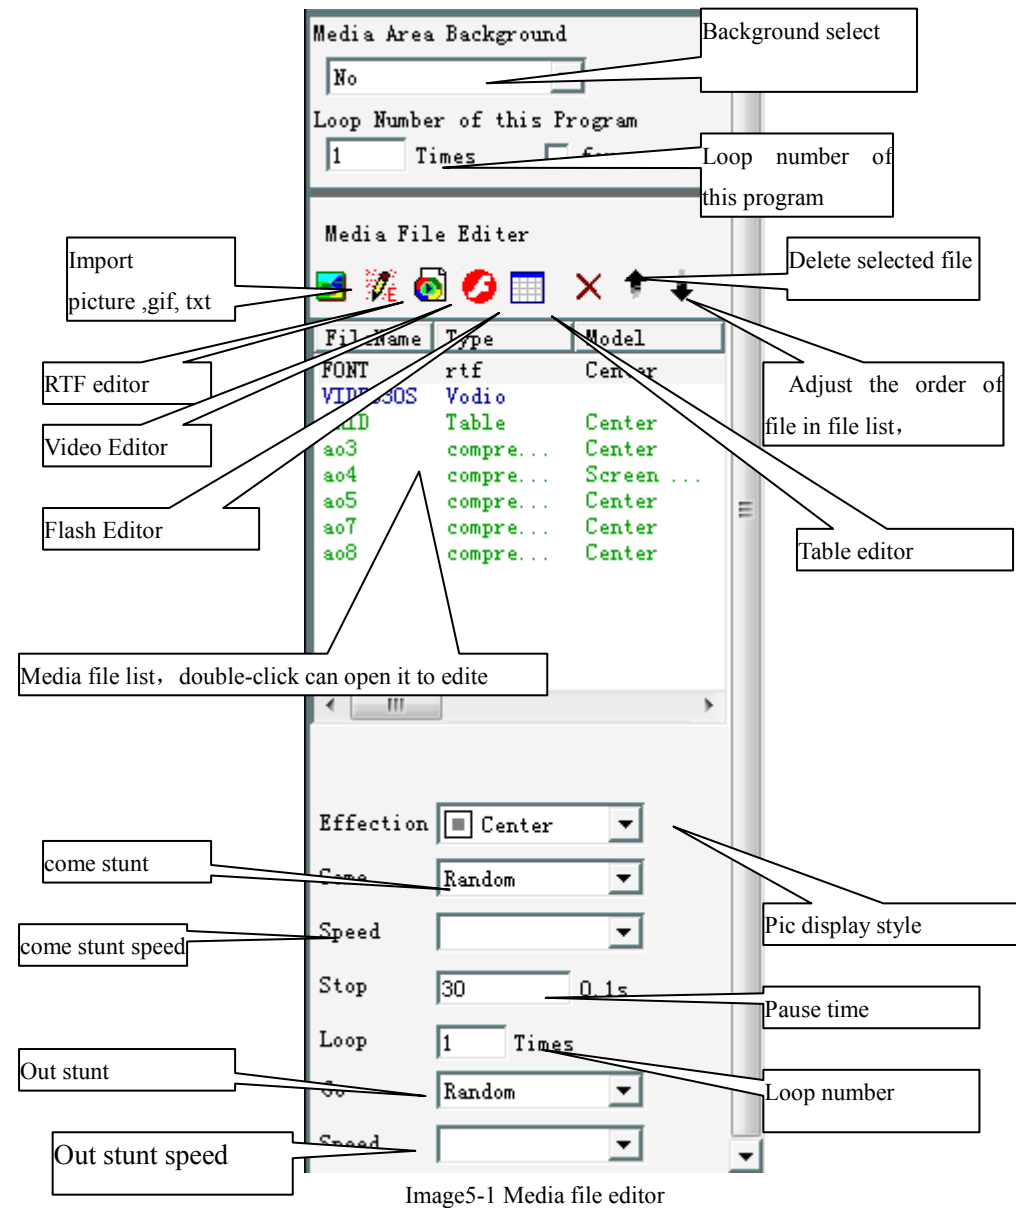 Media Area Background
Background select
No
Loop Number of this Program
1 Times
Loop number of
this program
Media File Editer
Import
picture ,gif, txt
Delete selected file
E
FileName Type Model
FONT rtf Center
RTF editor
Vodio
Adjust the order of
file in file list，
Table Center
Video Editor
ao3 compre... Center
ao4 compre... Screen ...
ao5 compre... Center
ao7 compre... Center
ao8 compre... Center
Flash Editor
Table editor
Media file list，double-click can open it to edite
Effection Center
come stunt
Random
Pic display style
come stunt speed
Speed
Stop 30 0.1s
Pause time
Loop 1 Times
Out stunt
Random
Loop number
Out stunt speed
Speed
Image5-1 Media file editor